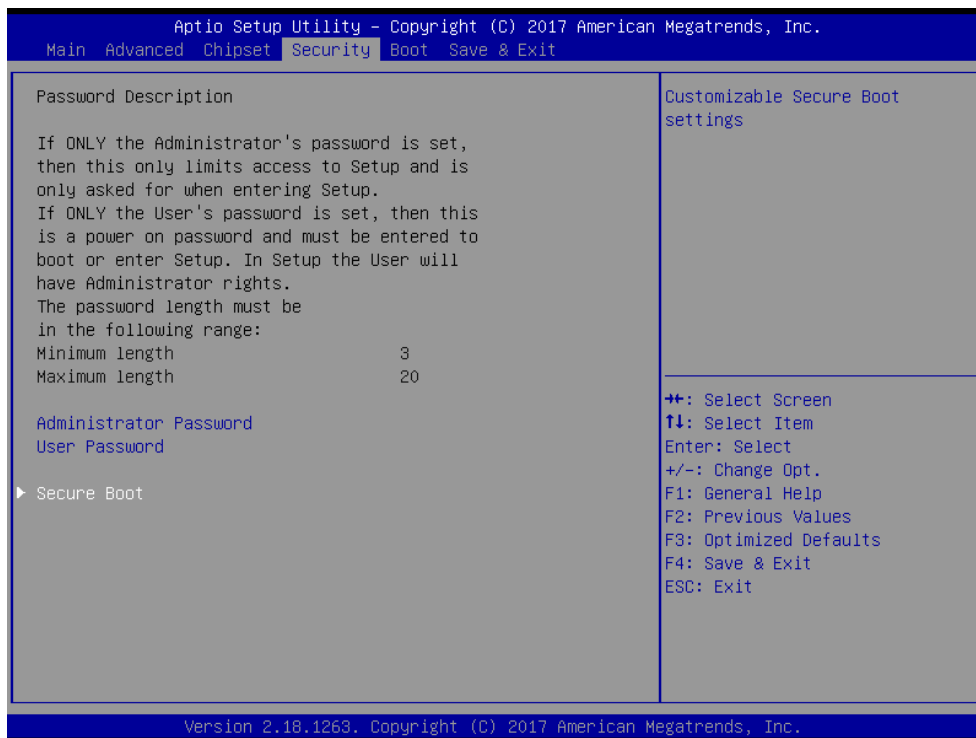 Aptio Setup Utility – Copyright (C) 2017 American Megatrends, Inc.
Main Advanced Chipset Security Boot Save & Exit
Password Description
If ONLY the Administrator's password is set,
then this only limits access to Setup and is
only asked for when entering Setup.
If ONLY the User's password is set, then this
is a power on password and must be entered to
boot or enter Setup. In Setup the User will
have Administrator rights.
The password length must be
in the following range:
Minimum length 3
Maximum length 20
Administrator Password
User Password
▶ Secure Boot
Customizable Secure Boot
settings
→←: Select Screen
↑↓: Select Item
Enter: Select
+/-: Change Opt.
F1: General Help
F2: Previous Values
F3: Optimized Defaults
F4: Save & Exit
ESC: Exit
Version 2.18.1263. Copyright (C) 2017 American Megatrends, Inc.